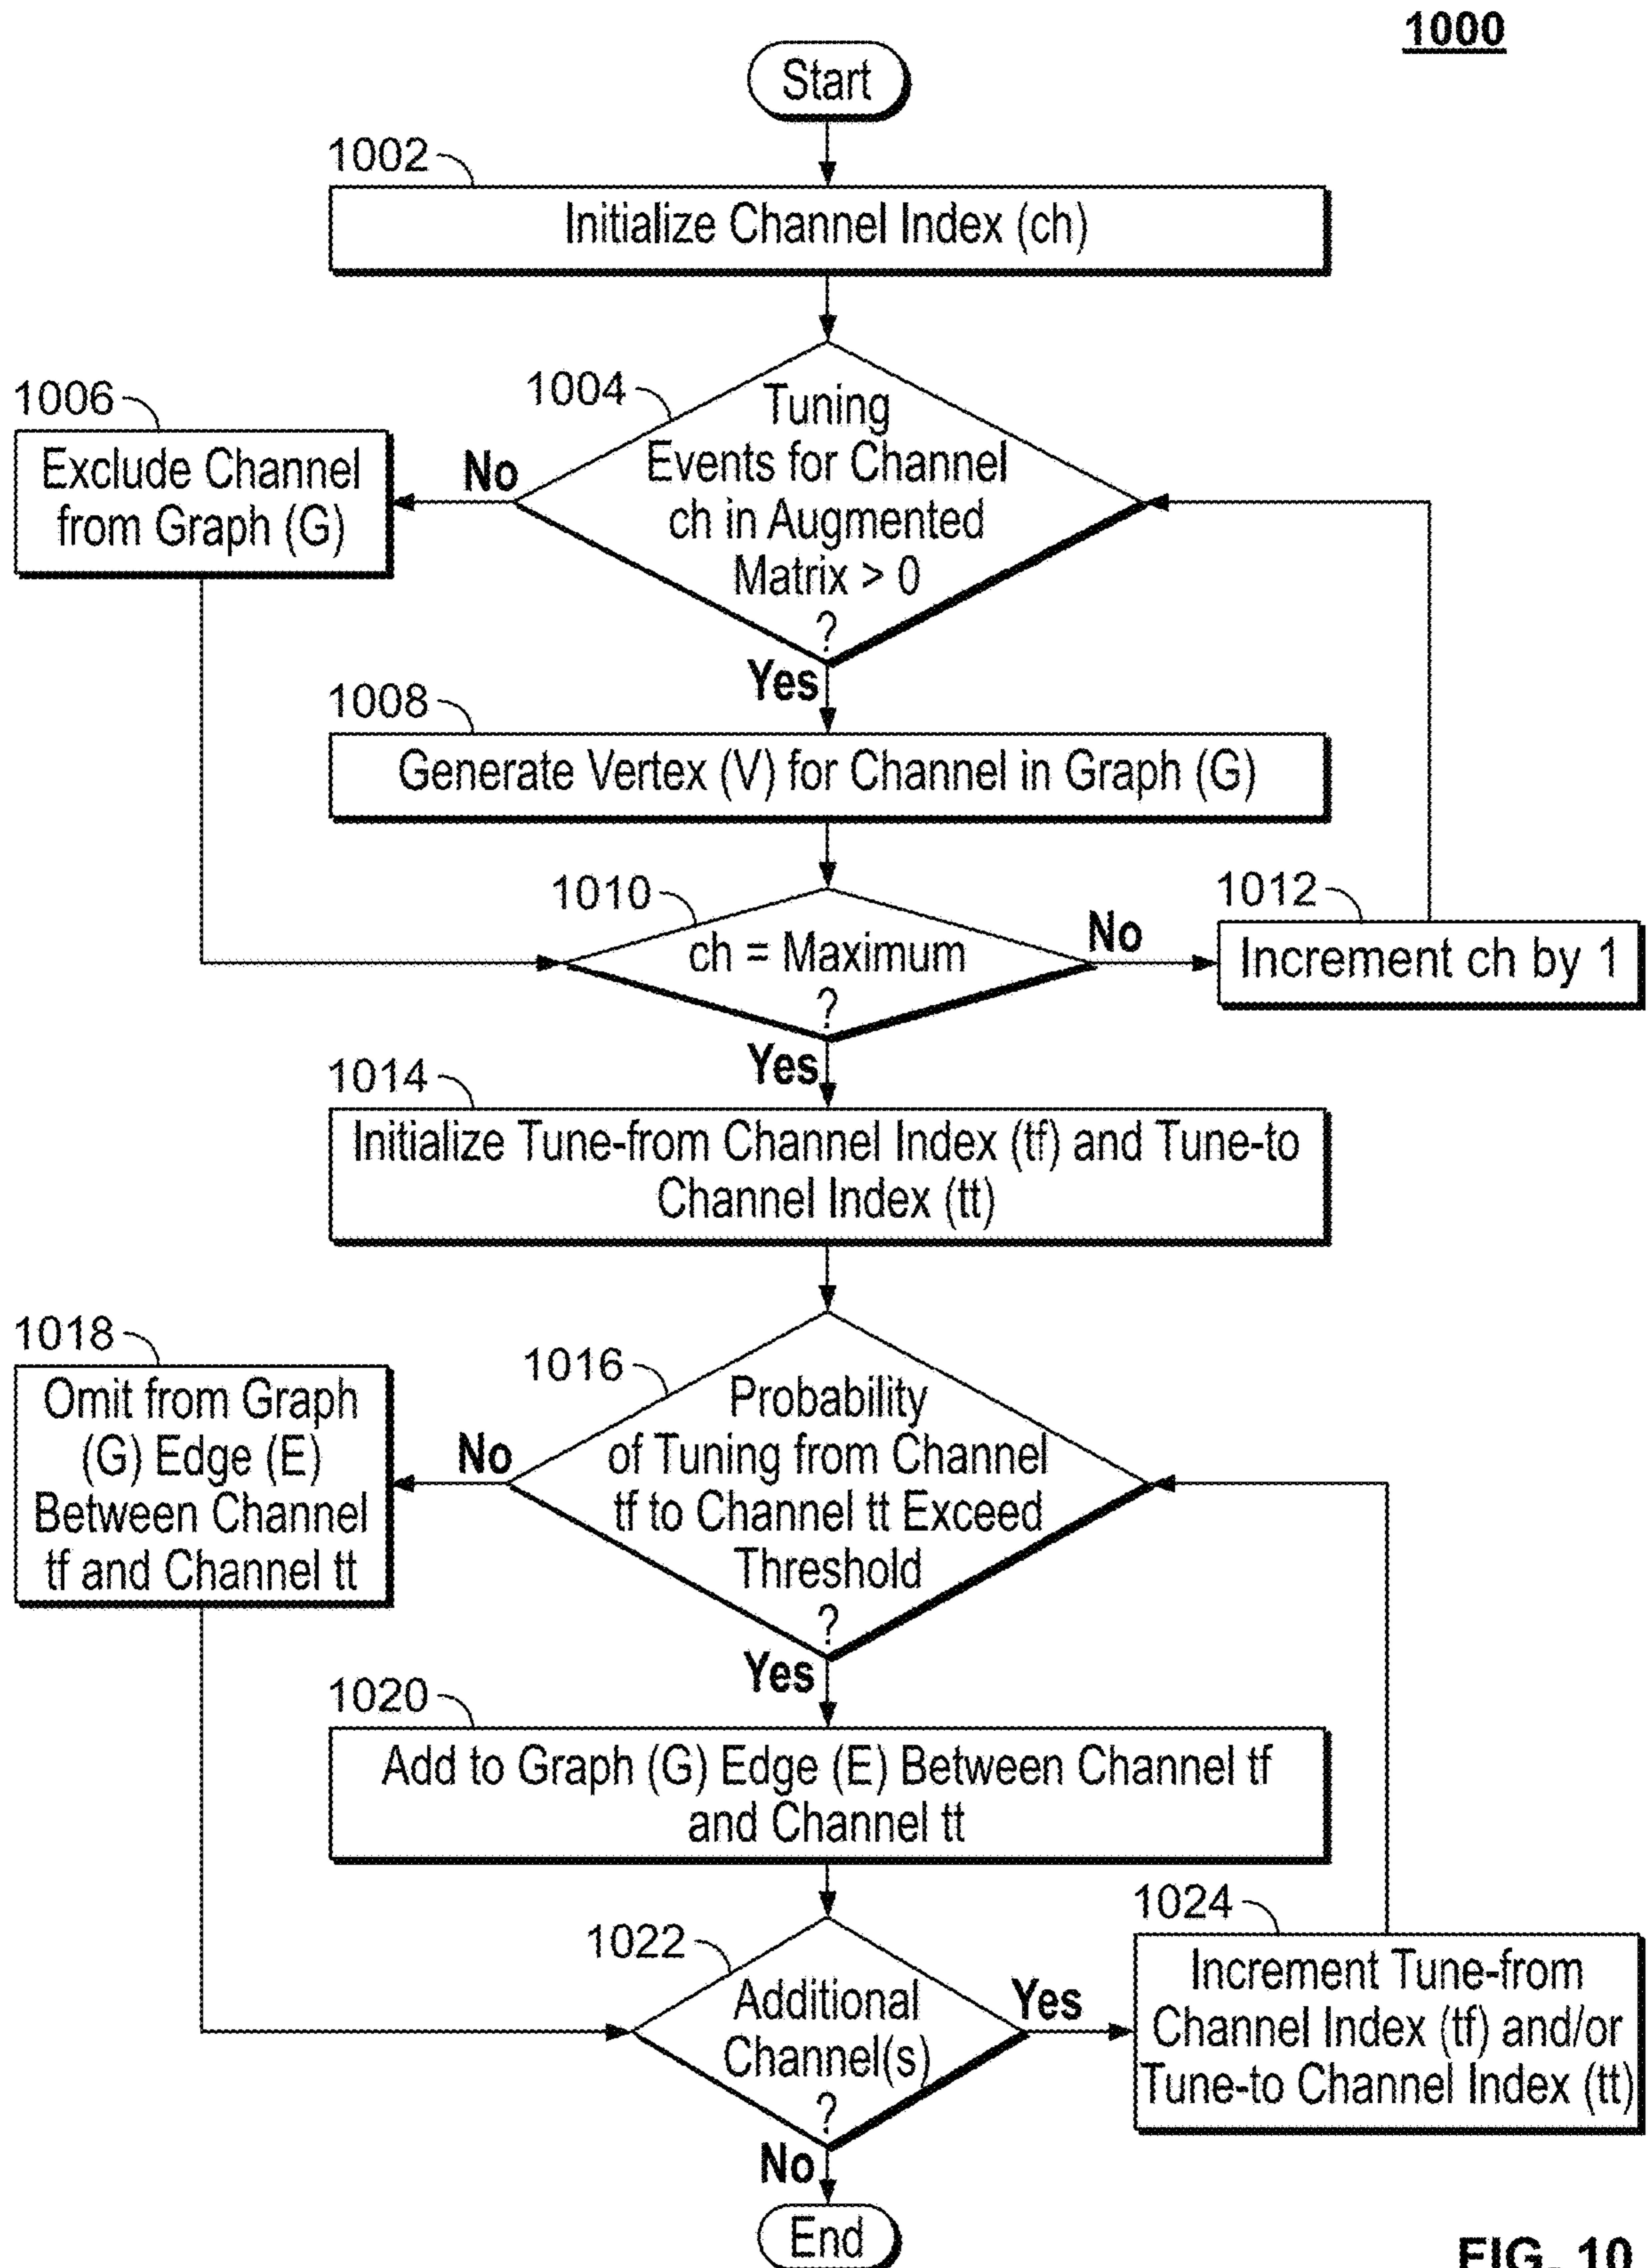 1000
Start
1002
Initialize Channel Index (ch)
1004
Tuning
Events for Channel
ch in Augmented
Matrix > 0
?
No
1006
Exclude Channel
from Graph (G)
Yes
1008
Generate Vertex (V) for Channel in Graph (G)
1010
ch = Maximum
?
No
1012
Increment ch by 1
Yes
1014
Initialize Tune-from Channel Index (tf) and Tune-to
Channel Index (tt)
1016
Probability
of Tuning from Channel
tf to Channel tt Exceed
Threshold
?
No
1018
Omit from Graph
(G) Edge (E)
Between Channel
tf and Channel tt
Yes
1020
Add to Graph (G) Edge (E) Between Channel tf
and Channel tt
1022
Additional
Channel(s)
?
Yes
1024
Increment Tune-from
Channel Index (tf) and/or
Tune-to Channel Index (tt)
No
End
FIG. 10